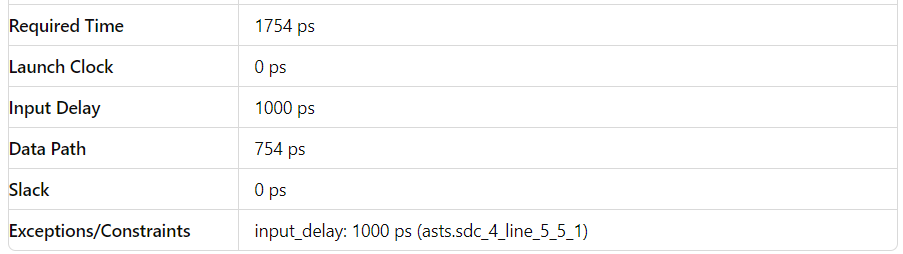 Required Time 1754 ps
Launch Clock 0 ps
Input Delay 1000 ps
Data Path 754 ps
Slack 0 ps
Exceptions/Constraints input_delay: 1000 ps (asts.sdc_4_line_5_5_1)